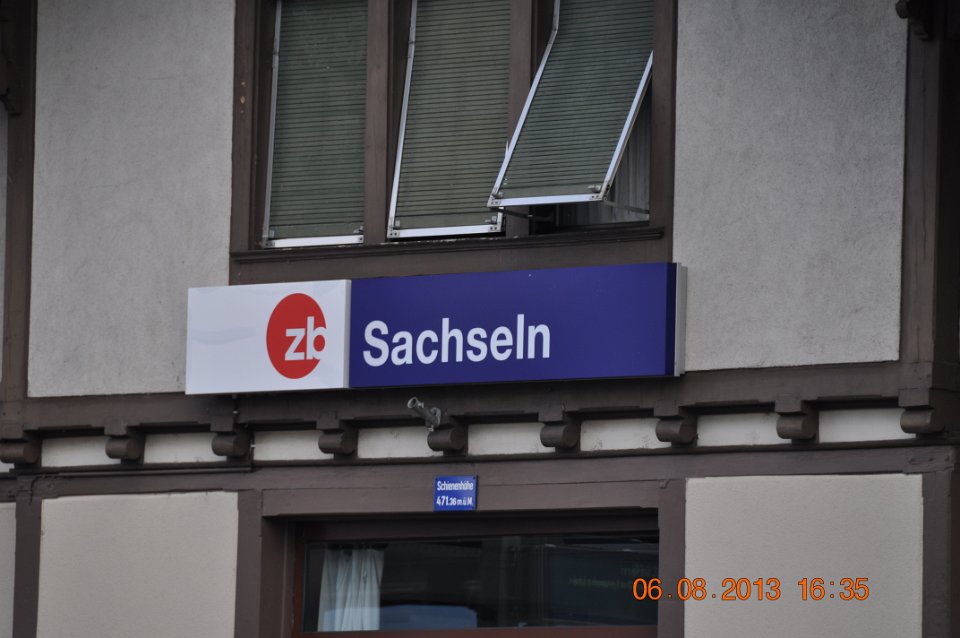 zb
Sachseln
Schienenhöhe
471.36 m.ü.M.
06.08.2013 16:35